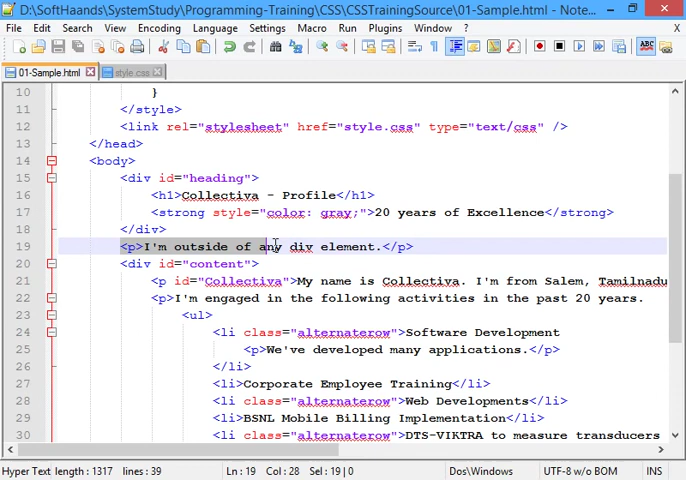 D:\SoftHaands\SystemStudy\Programming-Training\CSS\CSSTrainingSource\01-Sample.html - Note...
File Edit Search View Encoding Language Settings Macro Run Plugins Window ? X
01-Sample.html style.css
10 }
11 </style>
12 <link rel="stylesheet" href="style.css" type="text/css" />
13 </head>
14 <body>
15 <div id="heading">
16 <h1>Collectiva - Profile</h1>
17 <strong style="color: gray;">20 years of Excellence</strong>
18 </div>
19 <p>I'm outside of any div element.</p>
20 <div id="content">
21 <p id="Collectiva">My name is Collectiva. I'm from Salem, Tamilnadu
22 <p>I'm engaged in the following activities in the past 20 years.
23 <ul>
24 <li class="alternaterow">Software Development
25 <p>We've developed many applications.</p>
26 </li>
27 <li>Corporate Employee Training</li>
28 <li class="alternaterow">Web Developments</li>
29 <li>BSNL Mobile Billing Implementation</li>
30 <li class="alternaterow">DTS-VIKTRA to measure transducers
Hyper Text length : 1317 lines : 39 Ln : 19 Col : 28 Sel : 19 | 0 Dos\Windows UTF-8 w/o BOM INS